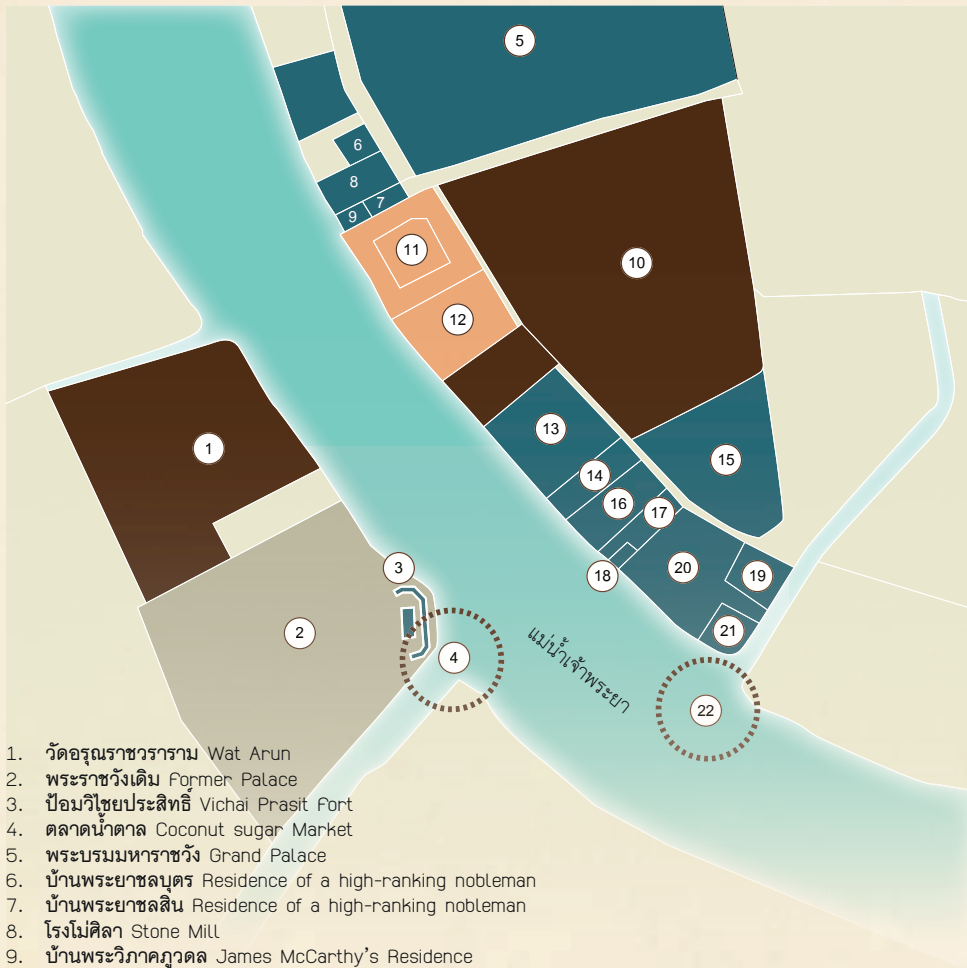 5
6
8
7
9
11
10
12
1
13
14
15
16
17
3
18
20
19
2
21
4
แม่น้ำเจ้าพระยา
22
1. วัดอรุณราชวราราม Wat Arun
2. พระราชวังเดิม Former Palace
3. ป้อมวิไชยประสิทธิ์ Vichai Prasit Fort
4. ตลาดน้ำตาล Coconut sugar Market
5. พระบรมมหาราชวัง Grand Palace
6. บ้านพระยาชลบุตร Residence of a high-ranking nobleman
7. บ้านพระยาชลสิน Residence of a high-ranking nobleman
8. โรงโม่ศิลา Stone Mill
9. บ้านพระวิภาคภูวดล James McCarthy's Residence